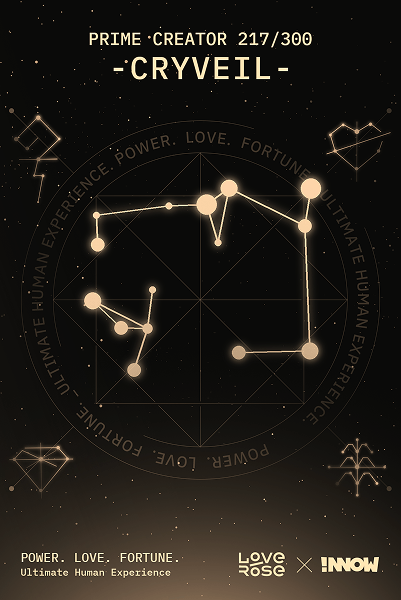 PRIME CREATOR 217/300
-CRYVEIL-
POWER. LOVE. FORTUNE - ULTIMATE HUMAN EXPERIENCE.
POWER. LOVE. FORTUNE - ULTIMATE HUMAN EXPERIENCE.
POWER. LOVE. FORTUNE.
Ultimate Human Experience
LOVE
ROSE
INNOW